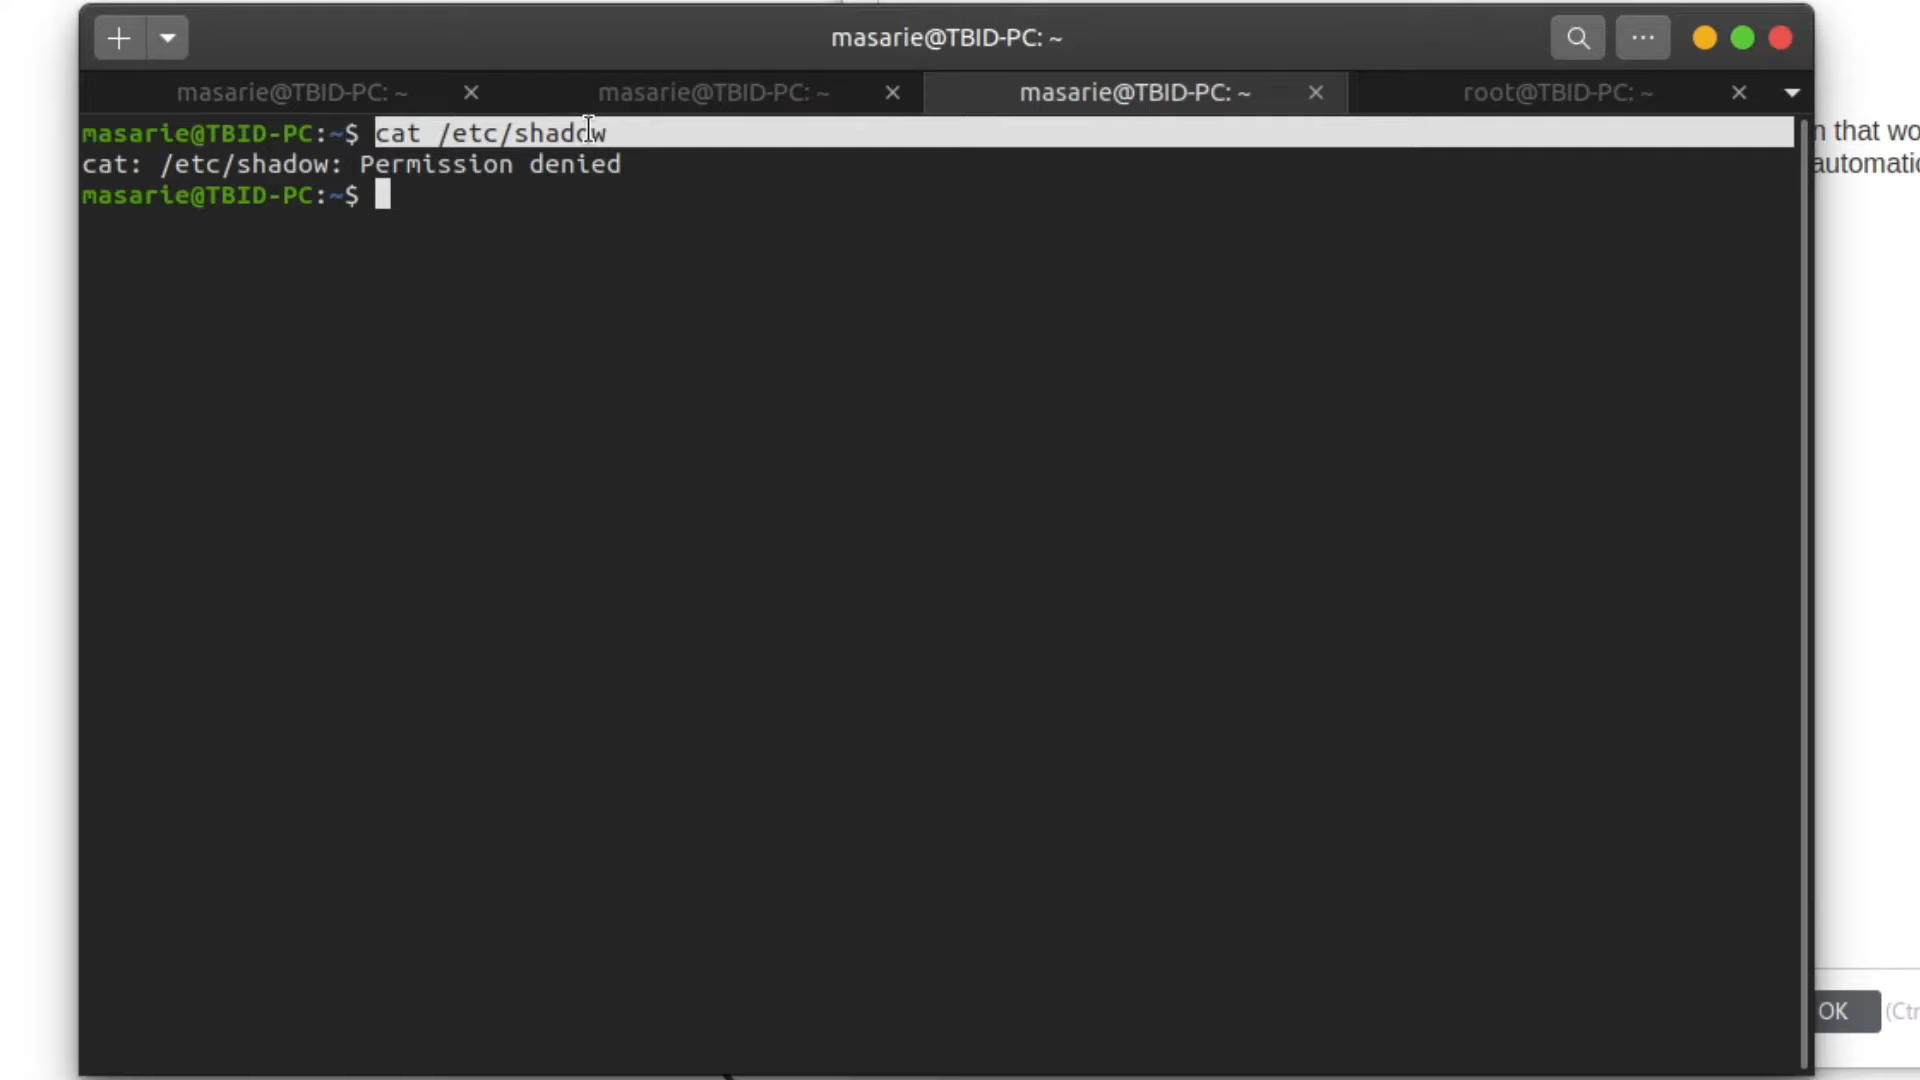 masarie@TBID-PC: ~
masarie@TBID-PC: ~
masarie@TBID-PC: ~
masarie@TBID-PC: ~
root@TBID-PC: ~
masarie@TBID-PC:~$ cat /etc/shadow
cat: /etc/shadow: Permission denied
masarie@TBID-PC:~$
n that wo
automatic
OK (Ctr